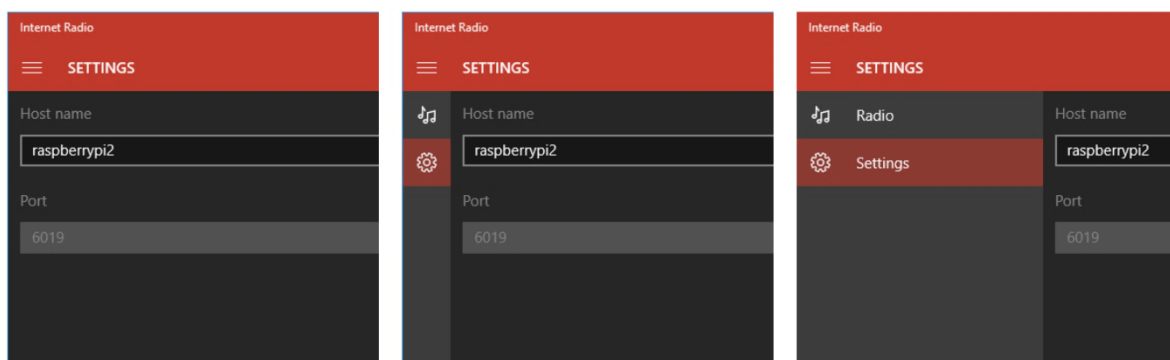 Internet Radio
SETTINGS
Host name
raspberrypi2
Port
6019
Internet Radio
SETTINGS
Host name
raspberrypi2
Port
6019
Internet Radio
SETTINGS
Radio
Settings
Host name
raspberrypi2
Port
6019